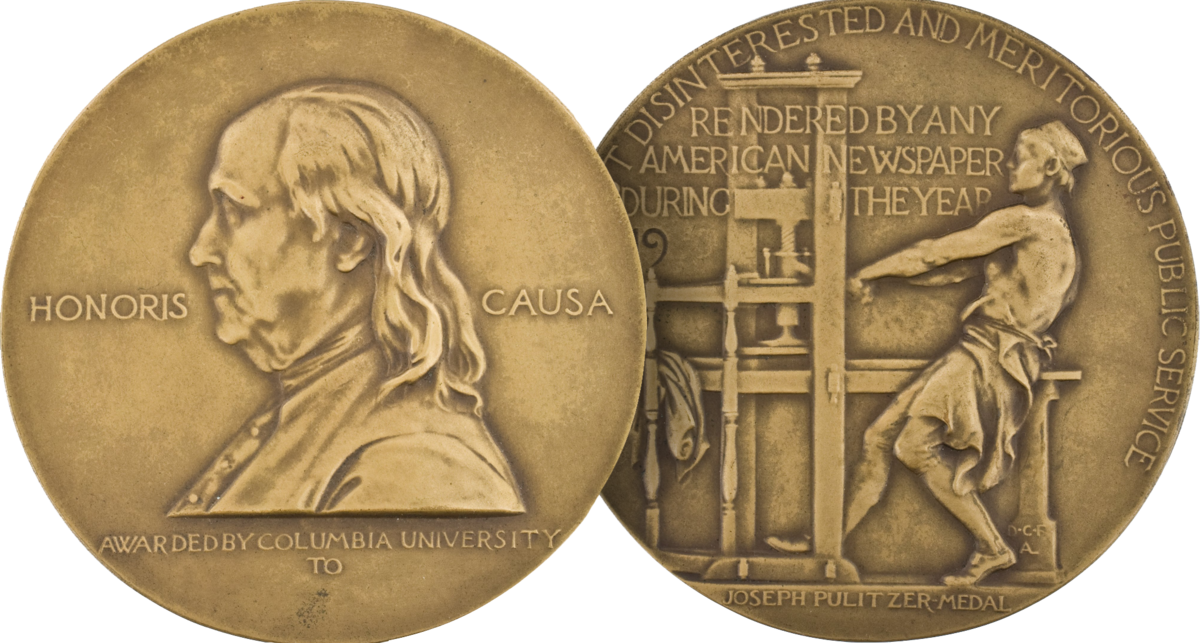 HONORIS CAUSA
AWARDED BY COLUMBIA UNIVERSITY
TO
DISINTERESTED AND MERITORIOUS PUBLIC SERVICE
RENDERED BY ANY
AMERICAN NEWSPAPER
DURING THE YEAR
19
D·C·F
JOSEPH PULITZER-MEDAL